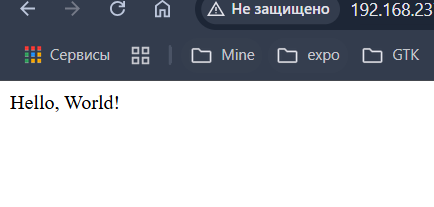 Не защищено 192.168.23
Сервисы Mine expo GTK
Hello, World!